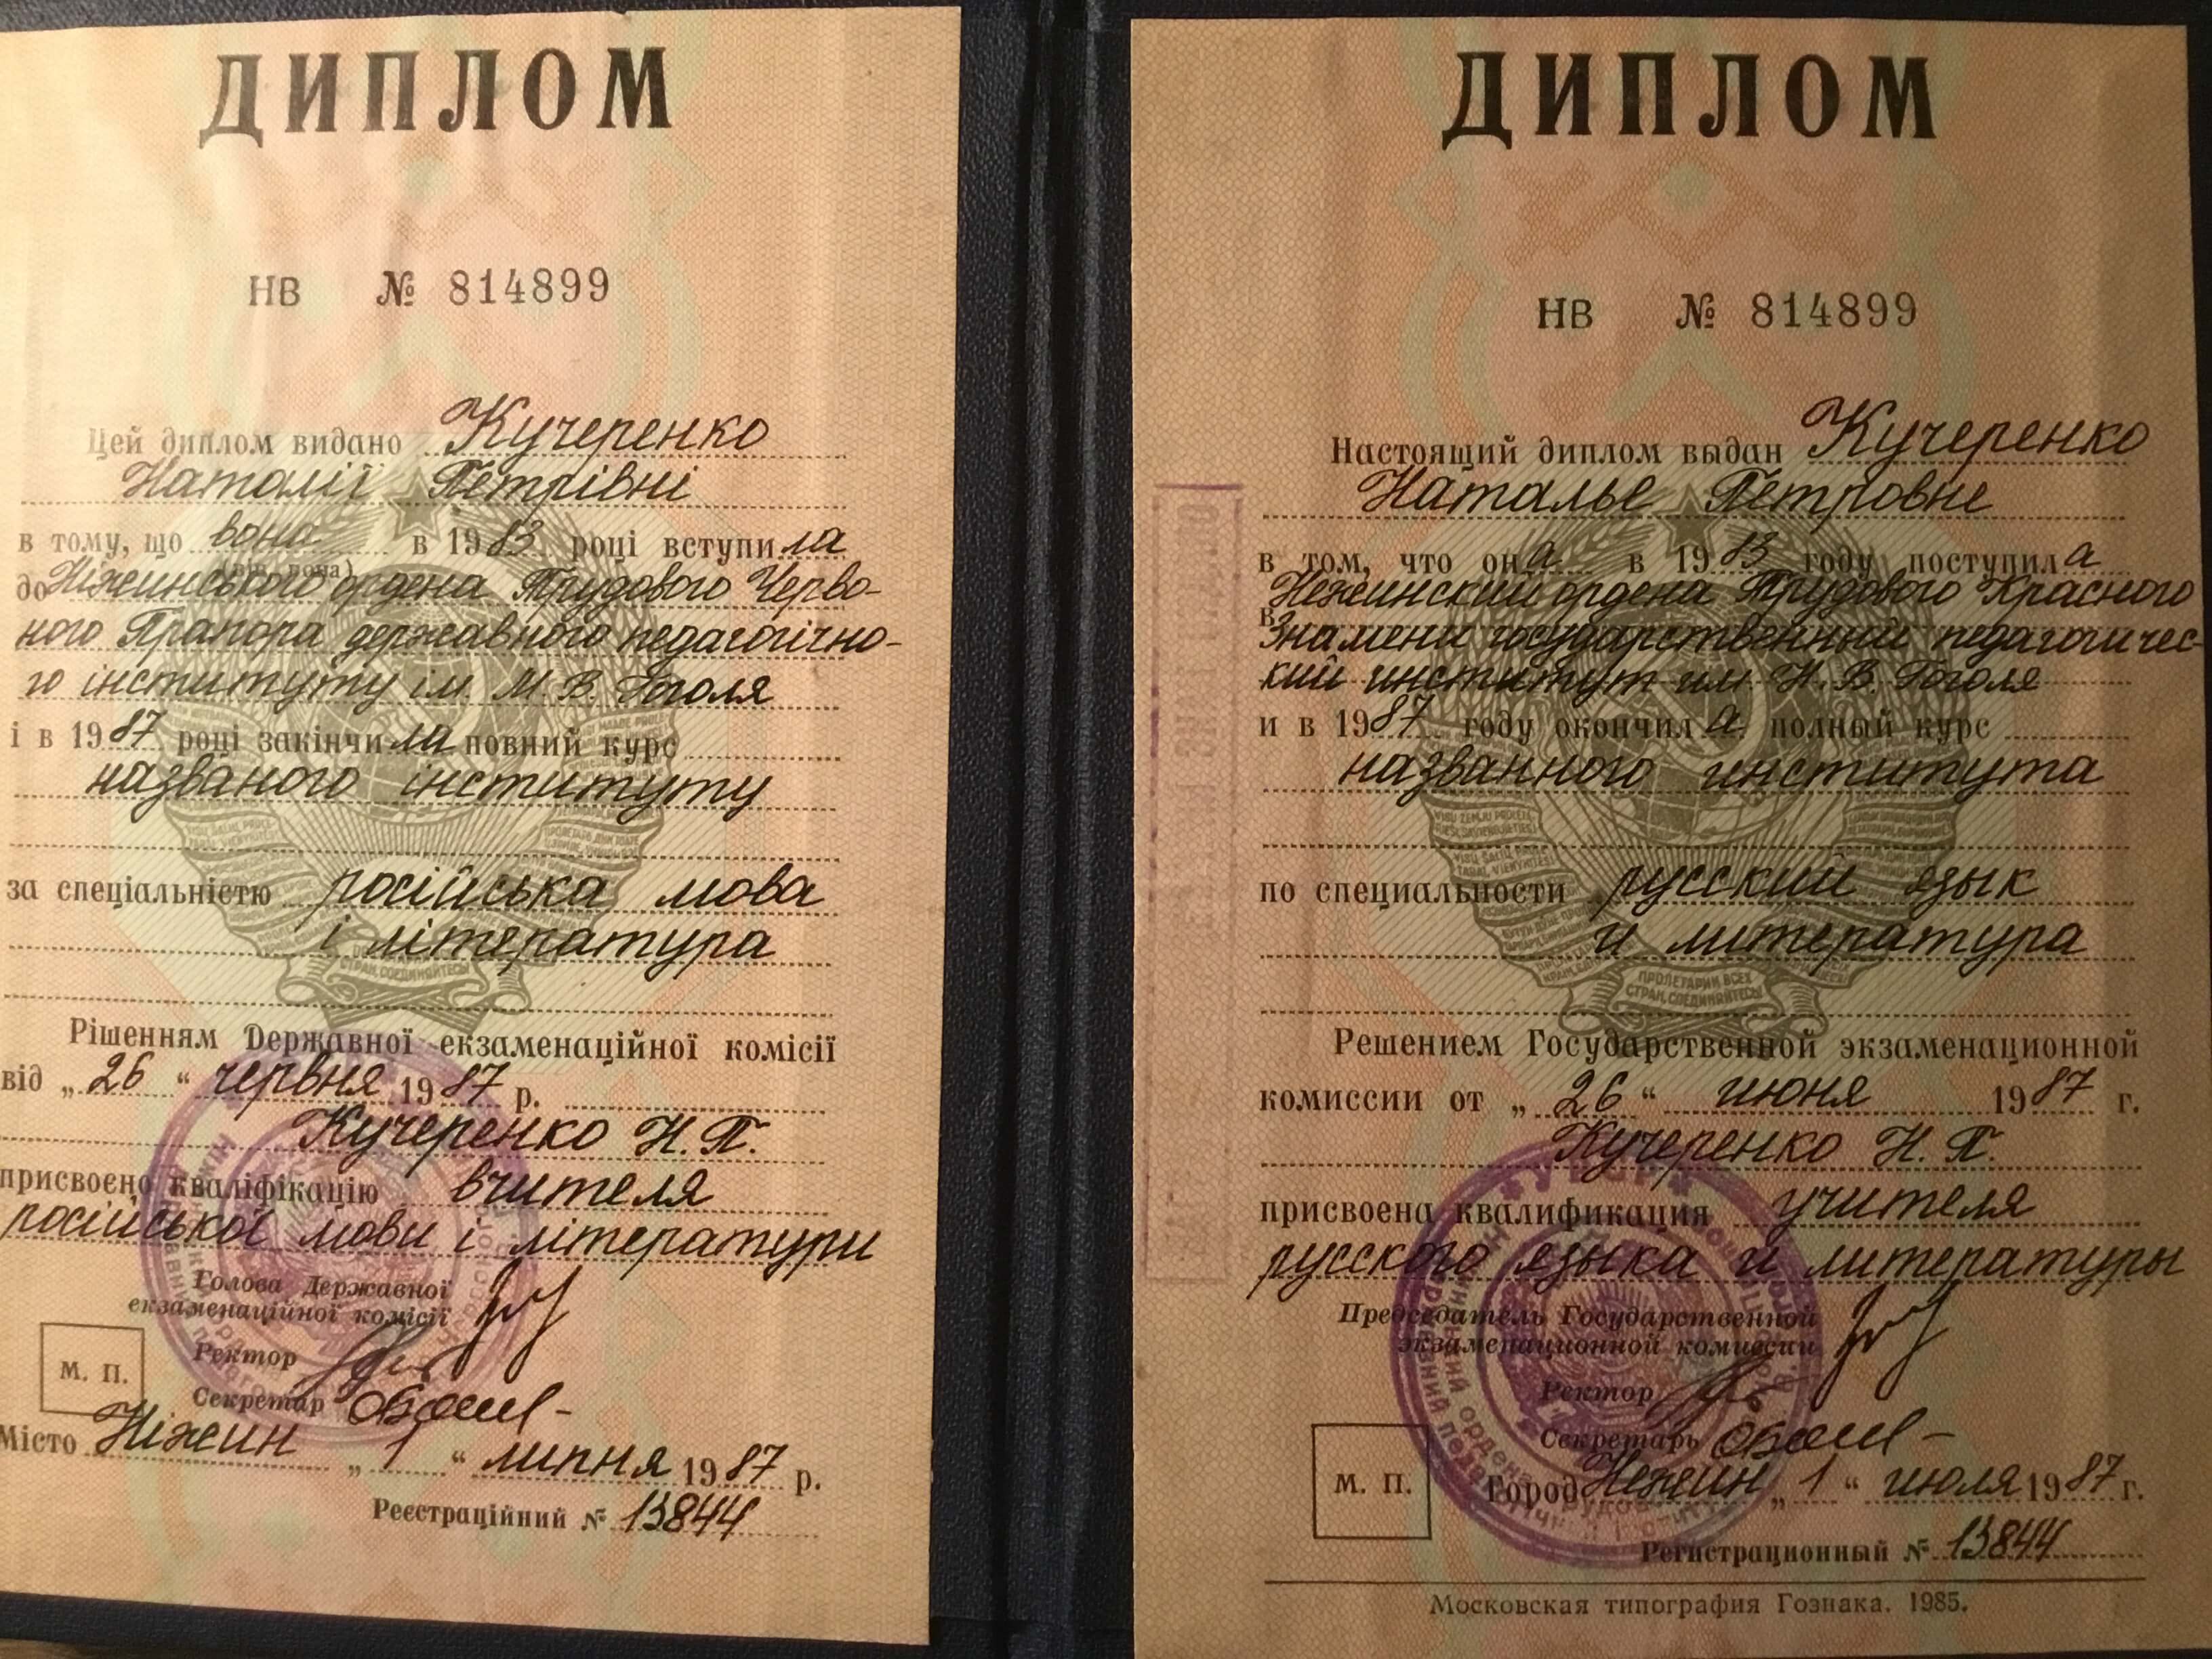 ДИПЛОМ
НВ № 814899
Цей диплом видано Кучеренко
Наталії Петрівні
в тому, що вона в 1983 році вступила
(він, вона)
до Ніжинського ордена Трудового Черво-
ного Прапора державного педагогічно-
го інституту ім. М. В. Гоголя
і в 1987 році закінчила повний курс
названого інституту
за спеціальністю російська мова
і література
Рішенням Державної екзаменаційної комісії
від „26“ червня 1987 р.
Кучеренко Н. П.
присвоєно кваліфікацію вчителя
російської мови і літератури
Голова Державної
екзаменаційної комісії
Ректор
М. П.
Секретар
Місто Ніжин „1“ липня 1987 р.
Реєстраційний № 13844
ДИПЛОМ
НВ № 814899
Настоящий диплом выдан Кучеренко
Наталье Петровне
в том, что она в 1983 году поступила
в Нежинский ордена Трудового Красного
Знамени государственный педагогичес-
кий институт им. Н. В. Гоголя
и в 1987 году окончила полный курс
названного института
по специальности русский язык
и литература
ПРОЛЕТАРИИ ВСЕХ
СТРАН, СОЕДИНЯЙТЕСЬ!
Решением Государственной экзаменационной
комиссии от „26“ июня 1987 г.
Кучеренко Н. П.
присвоена квалификация учителя
русского языка и литературы
Председатель Государственной
экзаменационной комиссии
Ректор
Секретарь
М. П.
Город Нежин „1“ июля 1987 г.
Регистрационный № 13844
Московская типография Гознака. 1985.